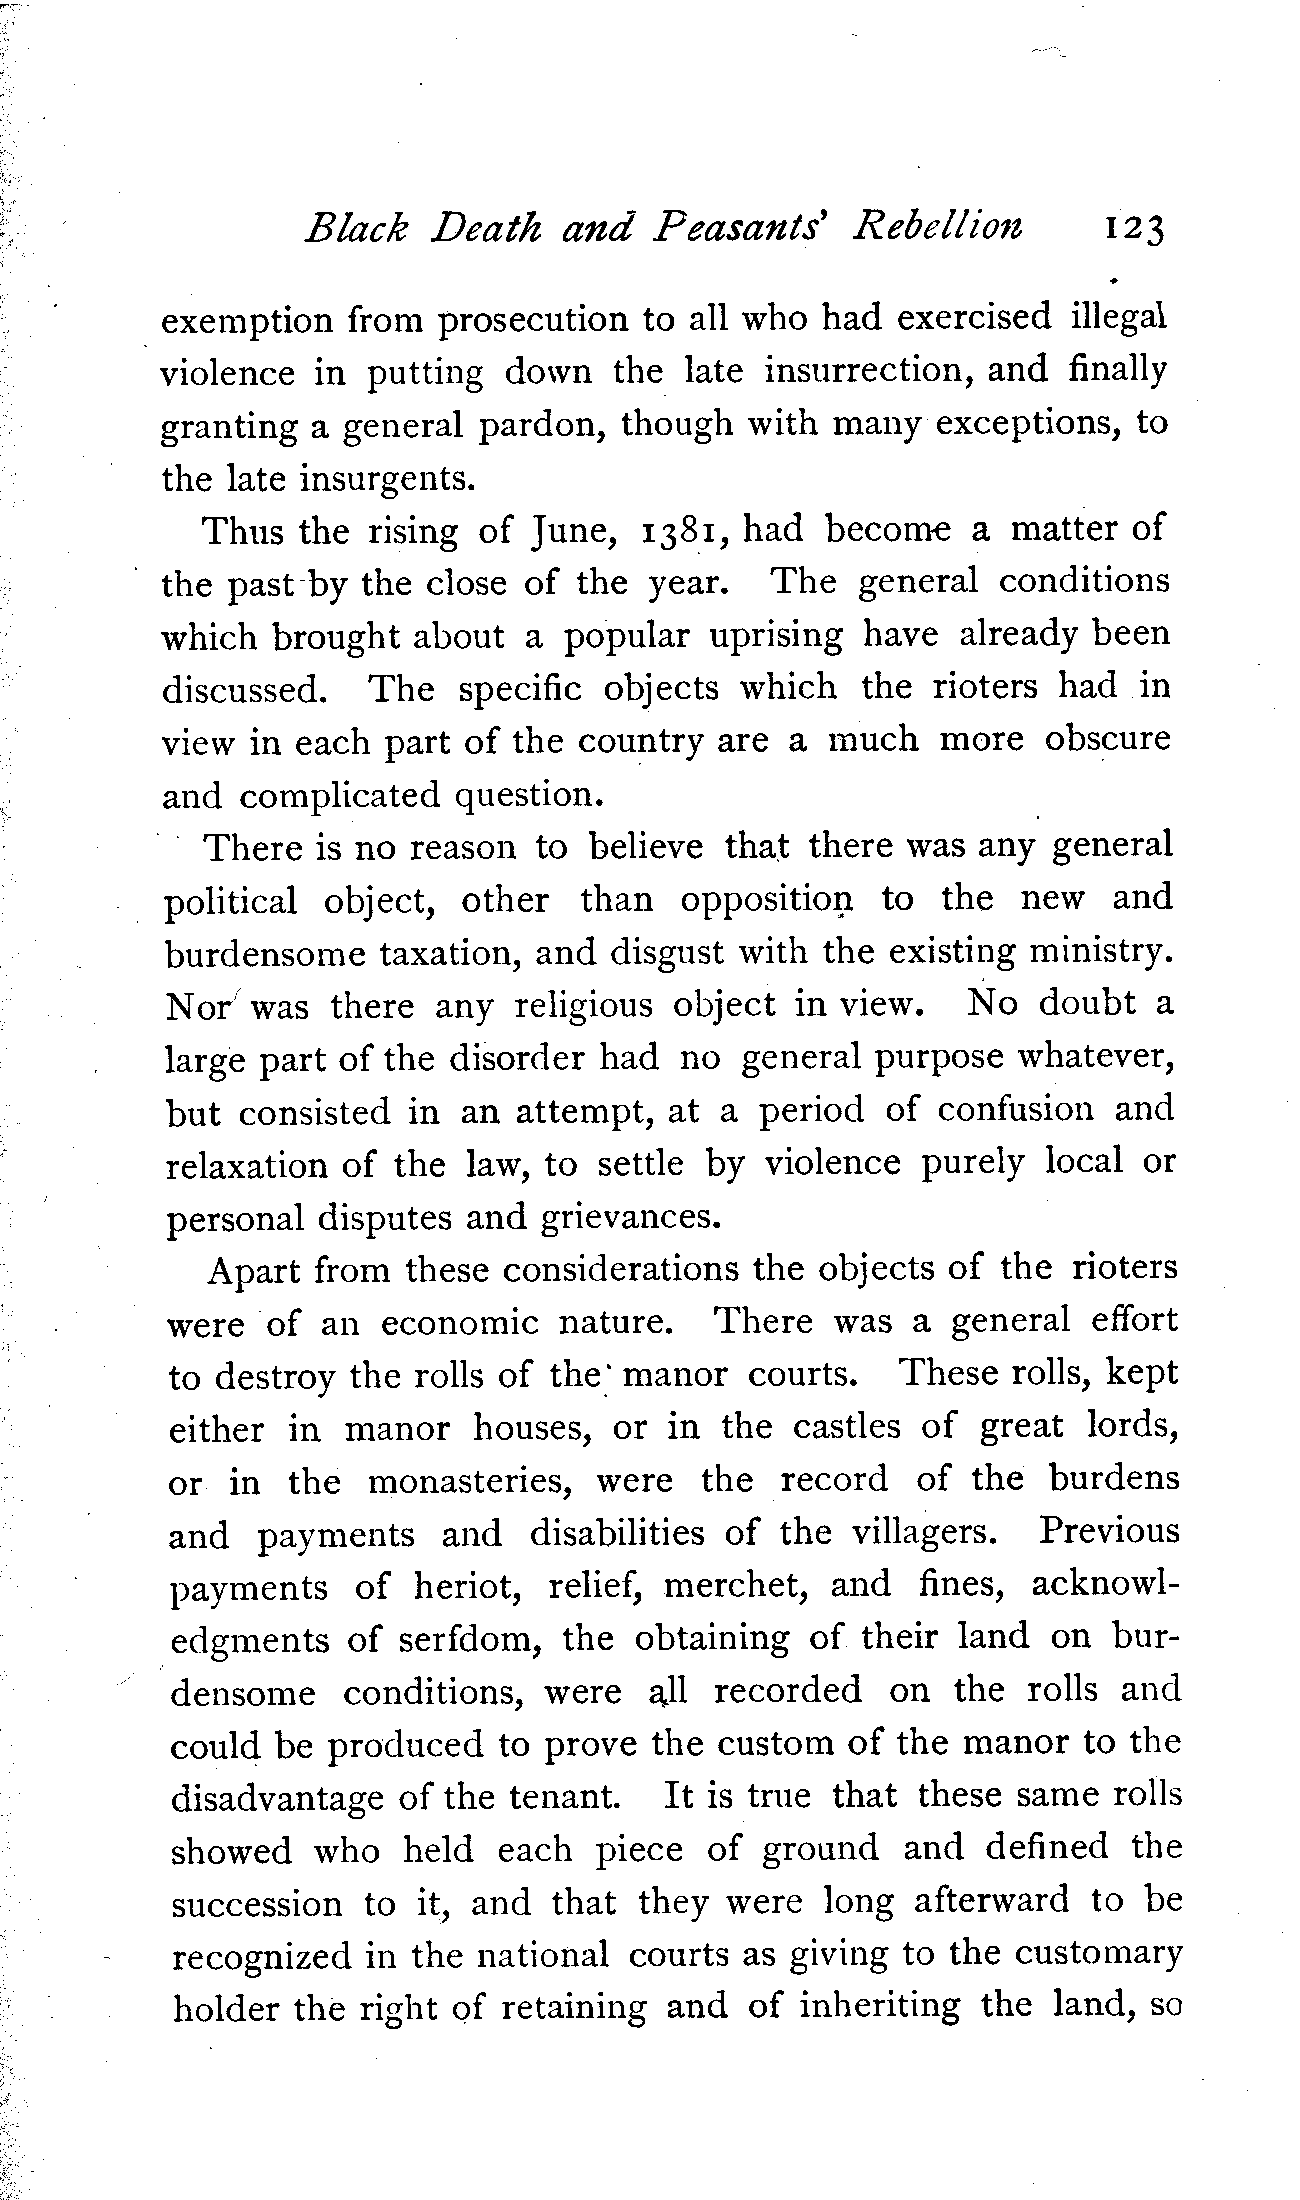 Black Death and Peasants' Rebellion 123
exemption from prosecution to all who had exercised illegal
violence in putting down the late insurrection, and finally
granting a general pardon, though with many exceptions, to
the late insurgents.
Thus the rising of June, 1381, had become a matter of
the past by the close of the year. The general conditions
which brought about a popular uprising have already been
discussed. The specific objects which the rioters had in
view in each part of the country are a much more obscure
and complicated question.
There is no reason to believe that there was any general
political object, other than opposition to the new and
burdensome taxation, and disgust with the existing ministry.
Nor was there any religious object in view. No doubt a
large part of the disorder had no general purpose whatever,
but consisted in an attempt, at a period of confusion and
relaxation of the law, to settle by violence purely local or
personal disputes and grievances.
Apart from these considerations the objects of the rioters
were of an economic nature. There was a general effort
to destroy the rolls of the manor courts. These rolls, kept
either in manor houses, or in the castles of great lords,
or in the monasteries, were the record of the burdens
and payments and disabilities of the villagers. Previous
payments of heriot, relief, merchet, and fines, acknowl-
edgments of serfdom, the obtaining of their land on bur-
densome conditions, were all recorded on the rolls and
could be produced to prove the custom of the manor to the
disadvantage of the tenant. It is true that these same rolls
showed who held each piece of ground and defined the
succession to it, and that they were long afterward to be
recognized in the national courts as giving to the customary
holder the right of retaining and of inheriting the land, so